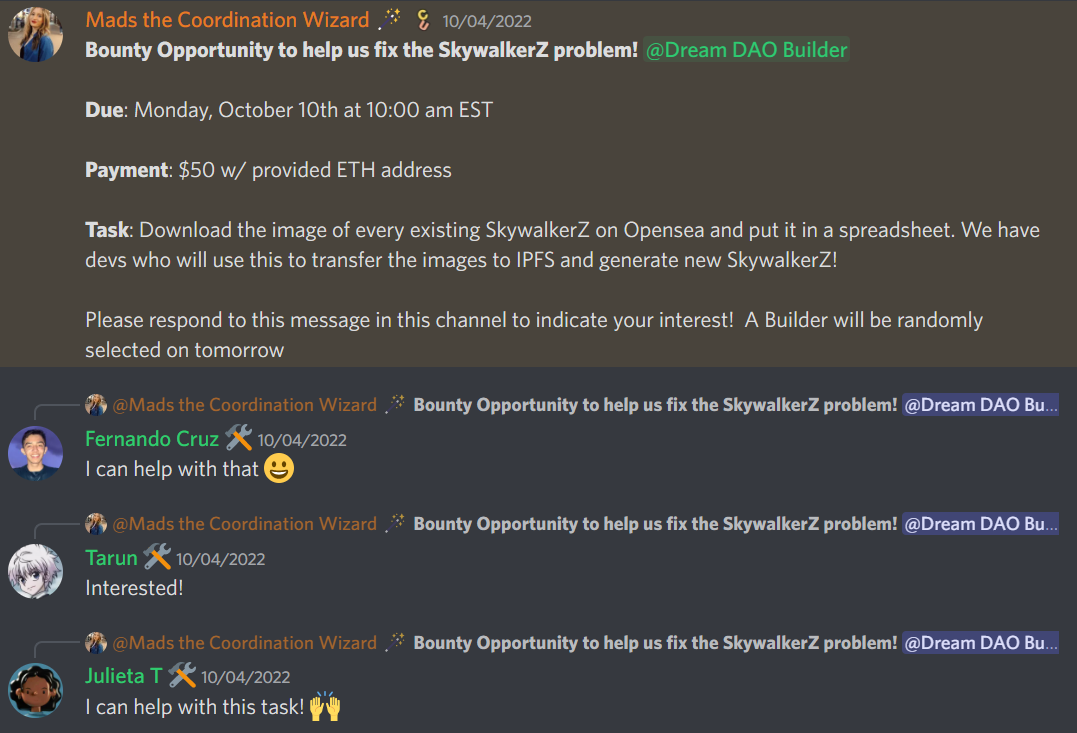 Mads the Coordination Wizard 10/04/2022
Bounty Opportunity to help us fix the SkywalkerZ problem! @Dream DAO Builder
Due: Monday, October 10th at 10:00 am EST
Payment: $50 w/ provided ETH address
Task: Download the image of every existing SkywalkerZ on Opensea and put it in a spreadsheet. We have
devs who will use this to transfer the images to IPFS and generate new SkywalkerZ!
Please respond to this message in this channel to indicate your interest!  A Builder will be randomly
selected on tomorrow
@Mads the Coordination Wizard Bounty Opportunity to help us fix the SkywalkerZ problem! @Dream DAO Bu...
Fernando Cruz 10/04/2022
I can help with that 😀
@Mads the Coordination Wizard Bounty Opportunity to help us fix the SkywalkerZ problem! @Dream DAO Bu...
Tarun 10/04/2022
Interested!
@Mads the Coordination Wizard Bounty Opportunity to help us fix the SkywalkerZ problem! @Dream DAO Bu...
Julieta T 10/04/2022
I can help with this task! 🙌